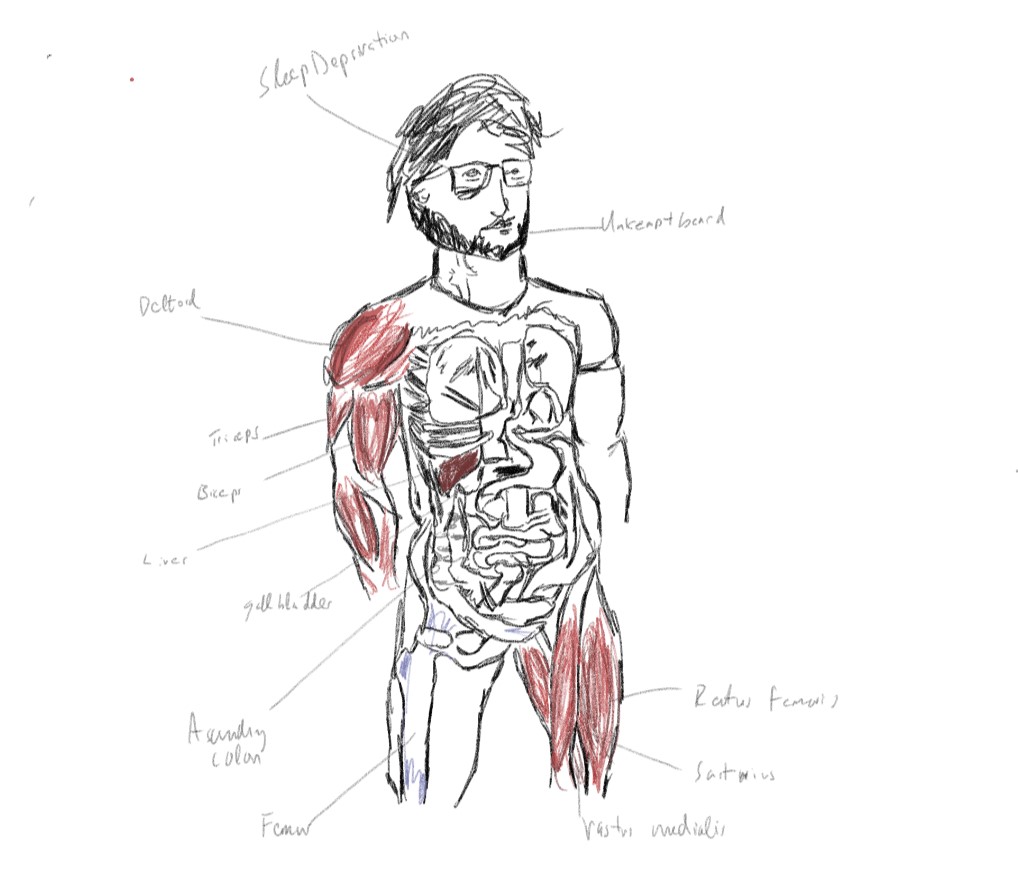 Sleep Deprivation
Unkempt beard
Deltoid
Triceps
Biceps
Liver
gall bladder
Rectus Femoris
Ascending
colon
Sartorius
Femur
Vastus medialis